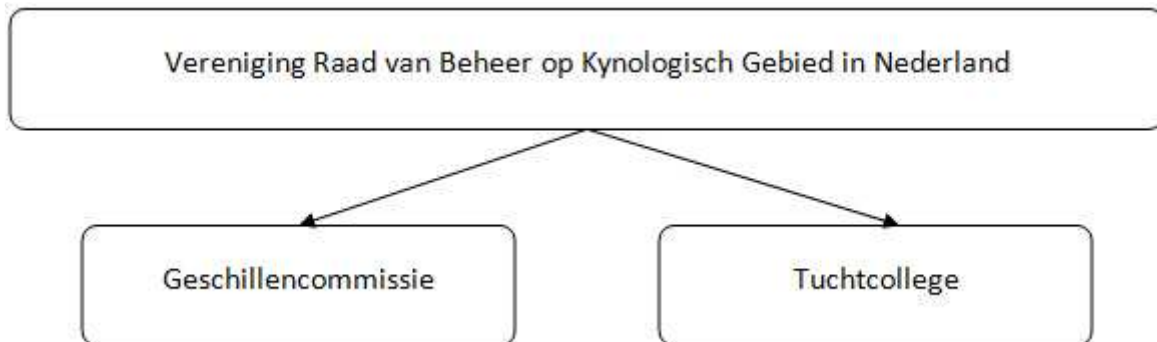 Vereniging Raad van Beheer op Kynologisch Gebied in Nederland
Geschillencommissie
Tuchtcollege